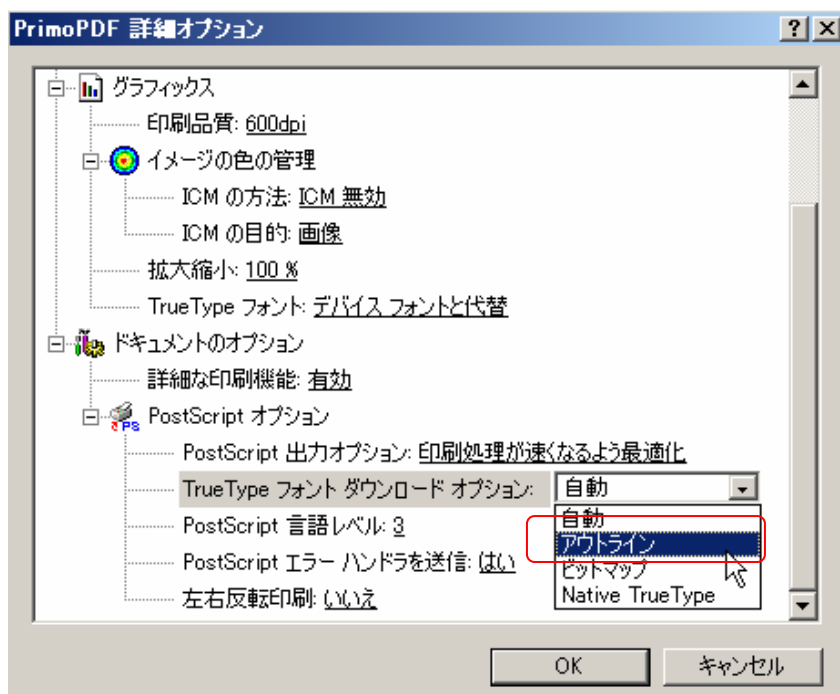 PrimoPDF 詳細オプション
グラフィックス
印刷品質: 600dpi
イメージの色の管理
ICM の方法: ICM 無効
ICM の目的: 画像
拡大縮小: 100 %
TrueType フォント: デバイス フォントと代替
ドキュメントのオプション
詳細な印刷機能: 有効
PS
PostScript オプション
PostScript 出力オプション: 印刷処理が速くなるよう最適化
TrueType フォント ダウンロード オプション: 自動
自動
PostScript 言語レベル: 3
アウトライン
PostScript エラー ハンドラを送信: はい
ビットマップ
左右反転印刷: いいえ
Native TrueType
OK
キャンセル